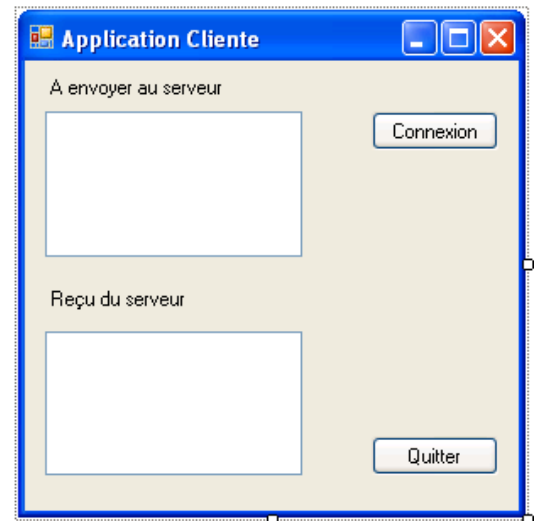 Application Cliente
A envoyer au serveur
Connexion
Reçu du serveur
Quitter